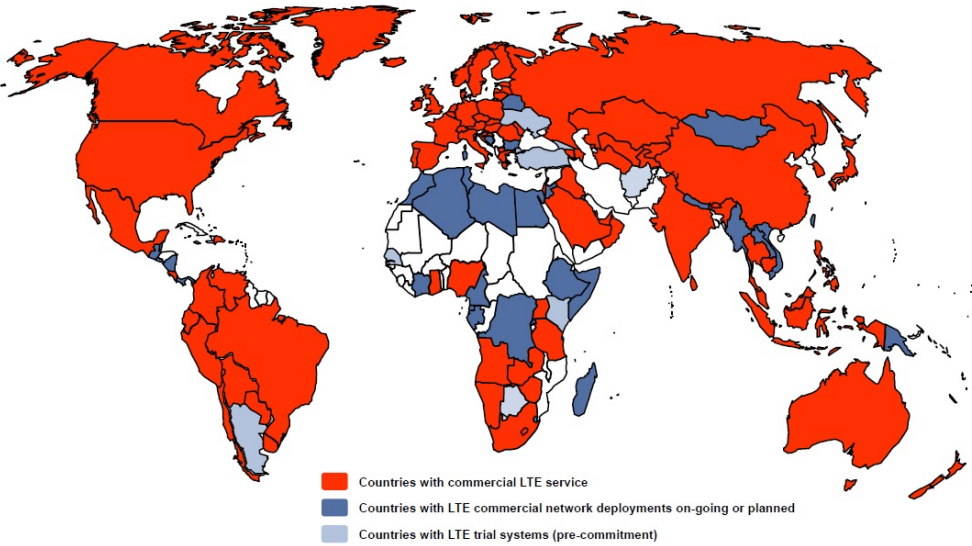 Countries with commercial LTE service
Countries with LTE commercial network deployments on-going or planned
Countries with LTE trial systems (pre-commitment)